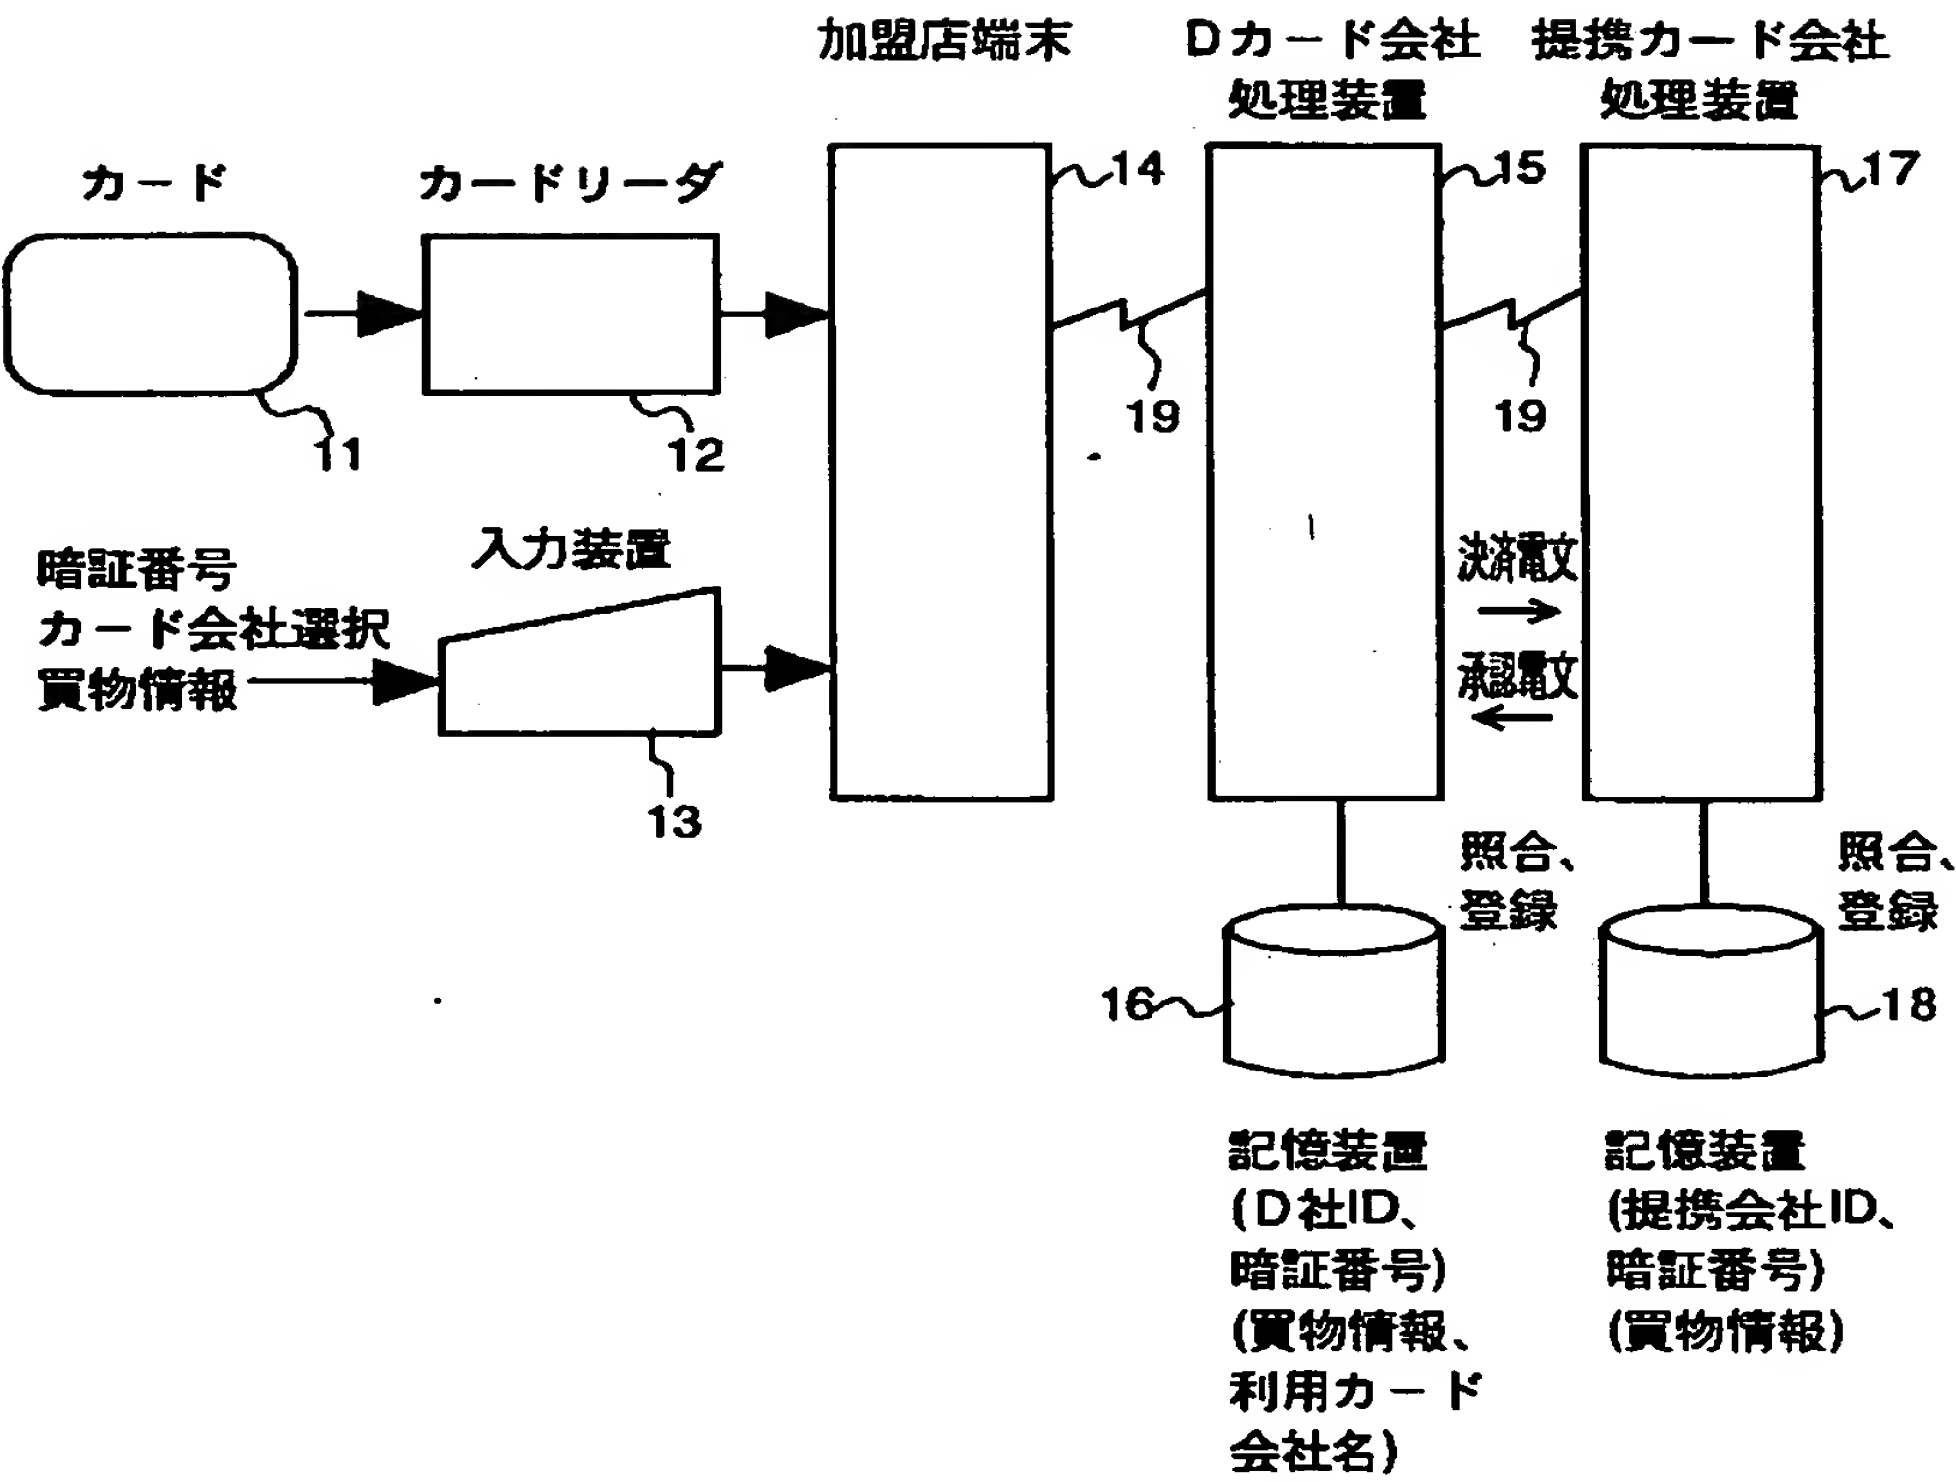 加盟店端末
Dカード会社
処理装置
提携カード会社
処理装置
カード
カードリーダ
14
15
17
11
12
19
19
暗証番号
カード会社選択
買物情報
入力装置
13
決済電文
承認電文
照合、
登録
照合、
登録
16
18
記憶装置
(D社ID、
暗証番号)
(買物情報、
利用カード
会社名)
記憶装置
(提携会社ID、
暗証番号)
(買物情報)